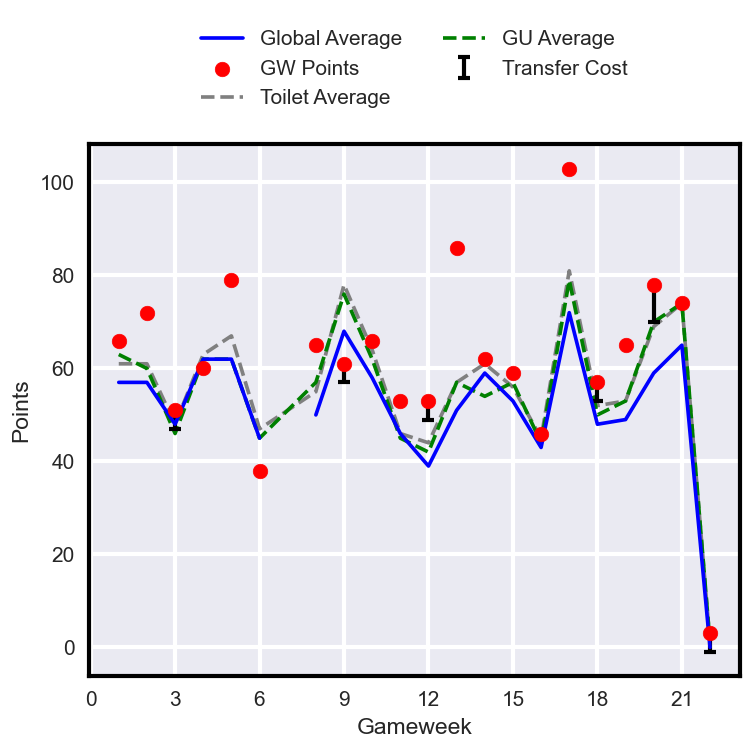 Global Average
GW Points
Toilet Average
GU Average
Transfer Cost
100
80
60
40
20
0
Points
0 3 6 9 12 15 18 21
Gameweek